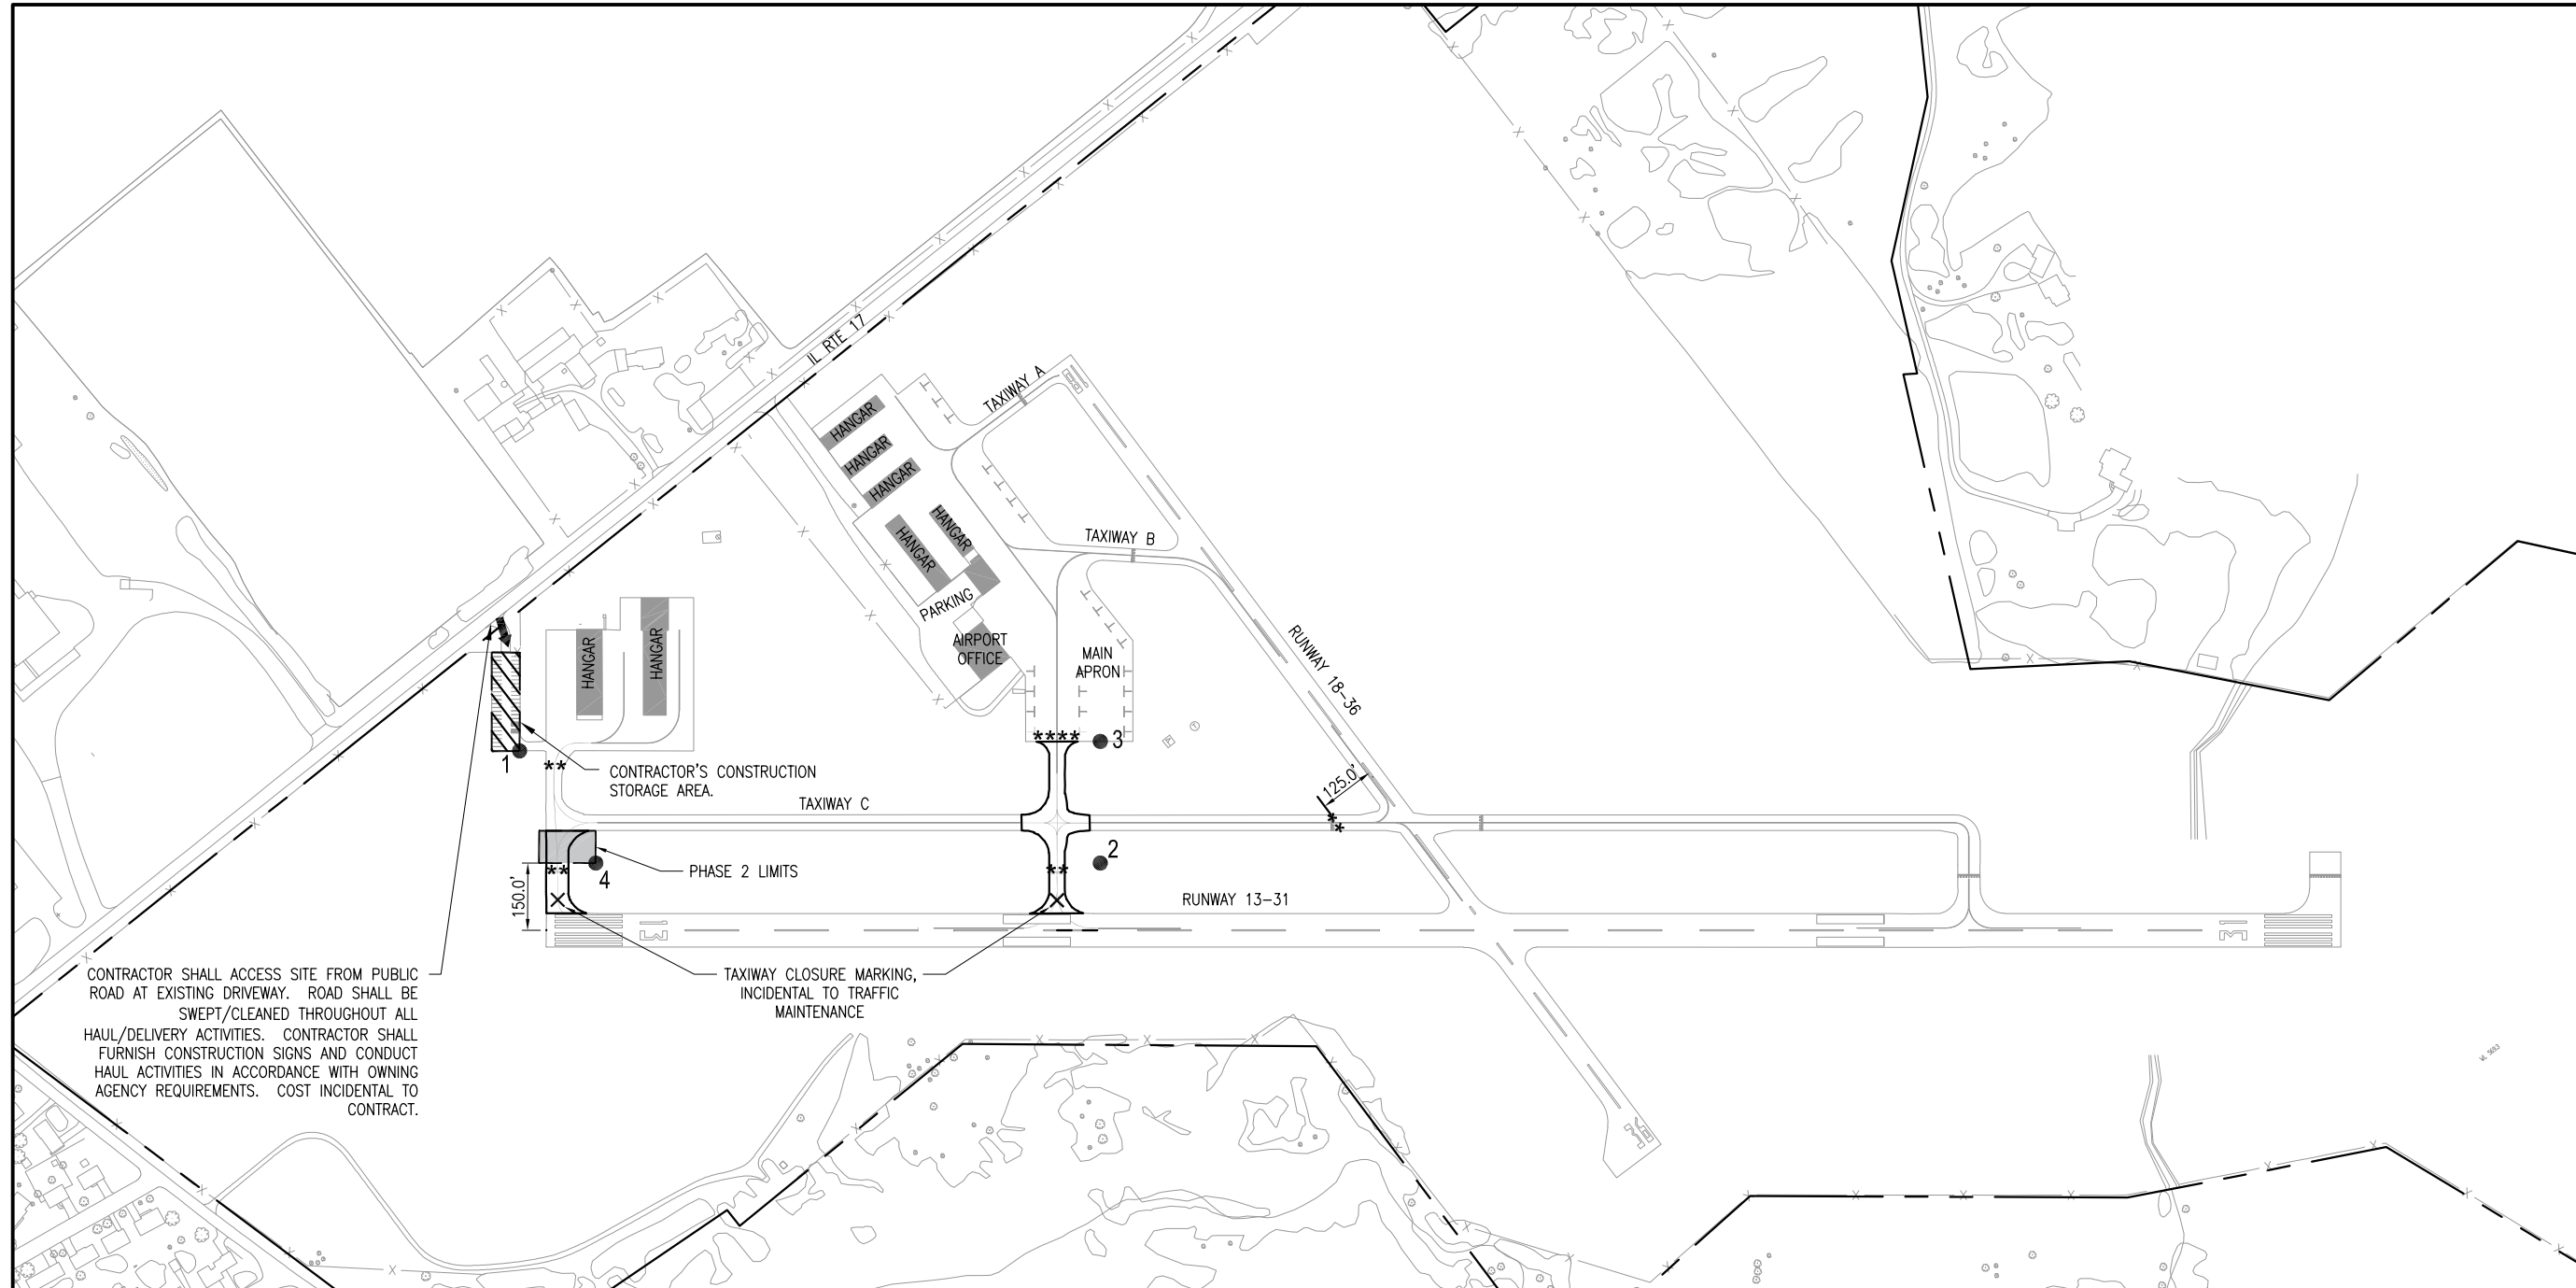 IL RTE 17
TAXIWAY A
18
HANGAR
HANGAR
HANGAR
HANGAR
HANGAR
TAXIWAY B
PARKING
AIRPORT
OFFICE
MAIN
APRON
RUNWAY 18-36
HANGAR
HANGAR
**
****
3
1
CONTRACTOR'S CONSTRUCTION
STORAGE AREA.
125.0'
**
TAXIWAY C
2
**
4
**
PHASE 2 LIMITS
150.0'
RUNWAY 13-31
13
31
CONTRACTOR SHALL ACCESS SITE FROM PUBLIC
ROAD AT EXISTING DRIVEWAY. ROAD SHALL BE
SWEPT/CLEANED THROUGHOUT ALL
HAUL/DELIVERY ACTIVITIES. CONTRACTOR SHALL
FURNISH CONSTRUCTION SIGNS AND CONDUCT
HAUL ACTIVITIES IN ACCORDANCE WITH OWNING
AGENCY REQUIREMENTS. COST INCIDENTAL TO
CONTRACT.
TAXIWAY CLOSURE MARKING,
INCIDENTAL TO TRAFFIC
MAINTENANCE
36